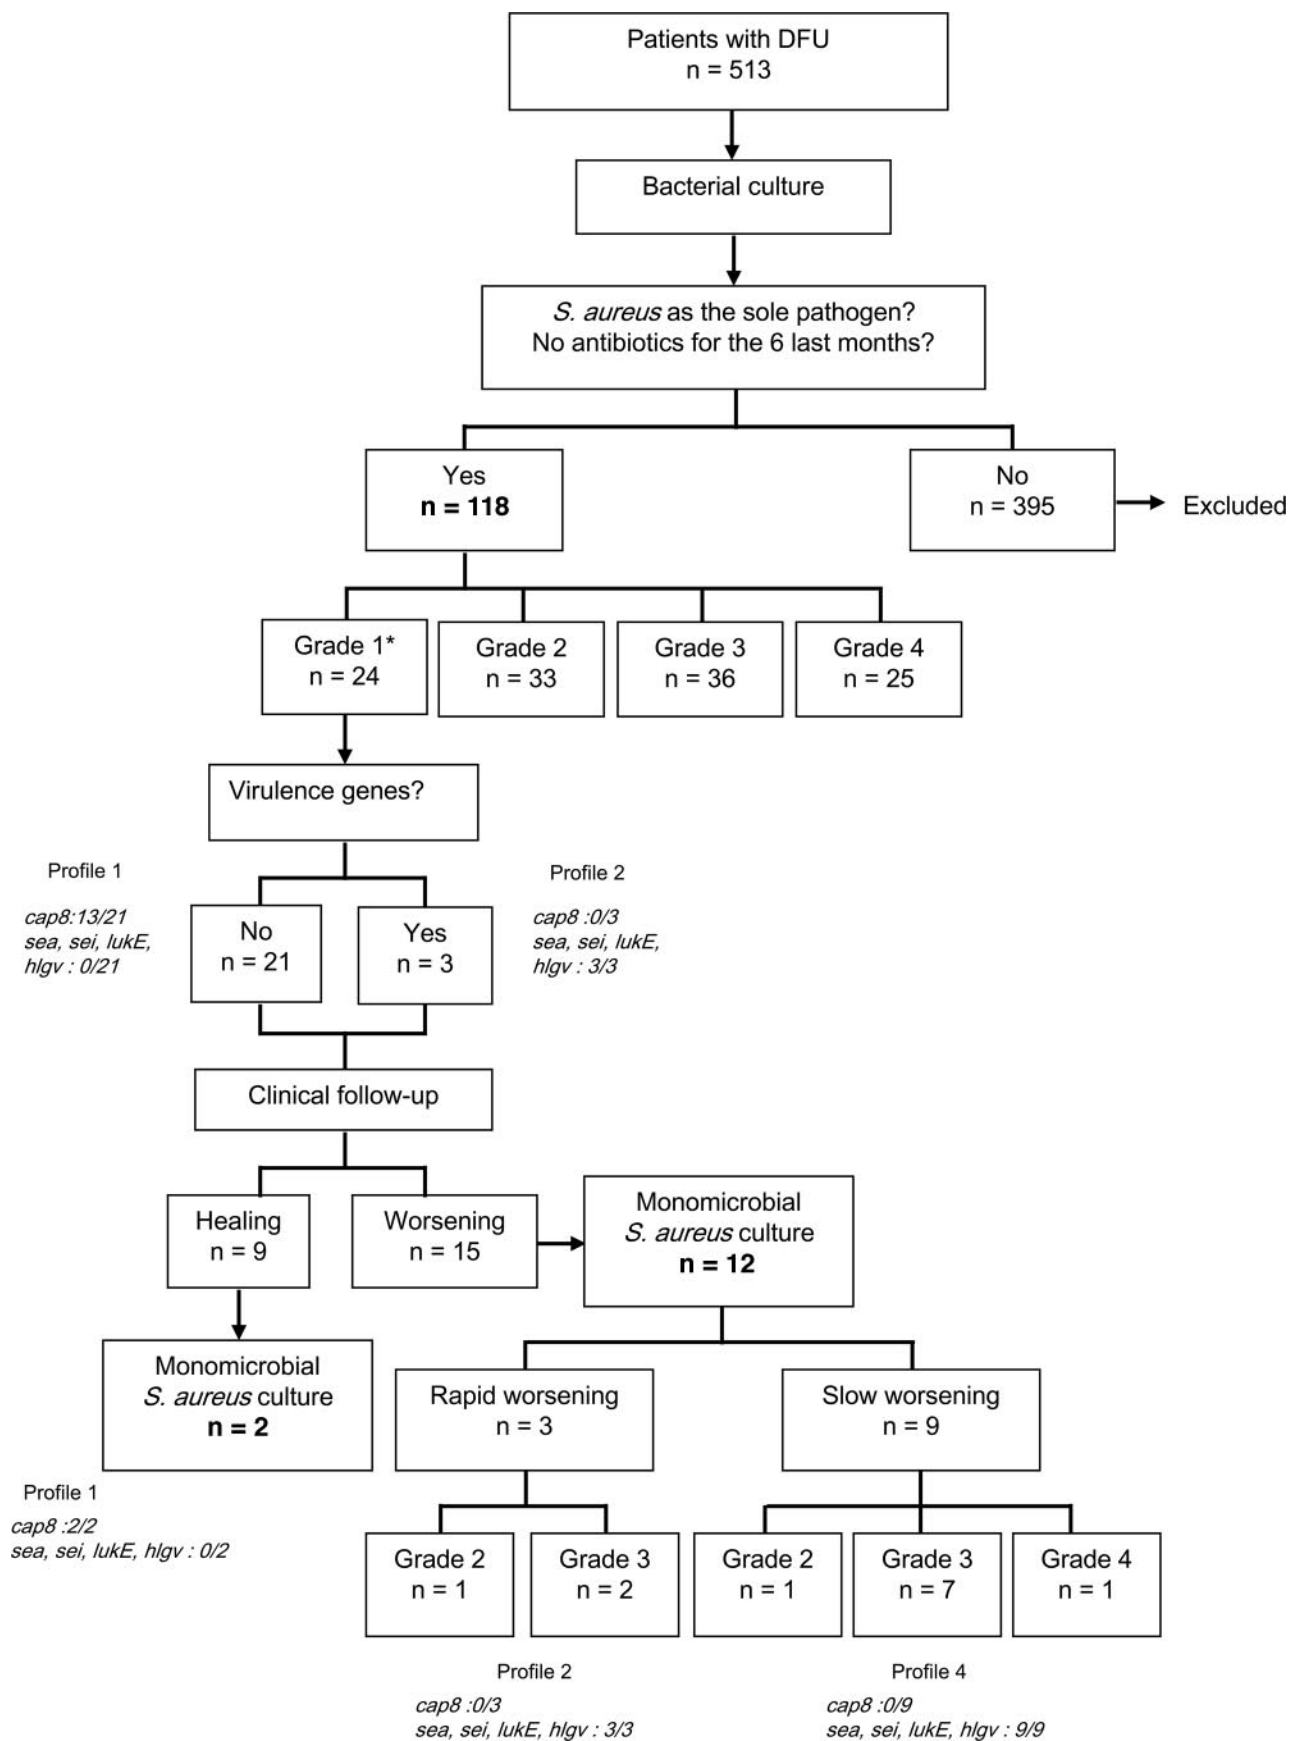 Patients with DFU
n = 513
Bacterial culture
S. aureus as the sole pathogen?
No antibiotics for the 6 last months?
Yes
n = 118
No
n = 395
Excluded
Grade 1*
n = 24
Grade 2
n = 33
Grade 3
n = 36
Grade 4
n = 25
Virulence genes?
Profile 1
cap8:13/21
sea, sei, lukE,
hlgv : 0/21
No
n = 21
Yes
n = 3
Profile 2
cap8 :0/3
sea, sei, lukE,
hlgv : 3/3
Clinical follow-up
Healing
n = 9
Worsening
n = 15
Monomicrobial
S. aureus culture
n = 12
Monomicrobial
S. aureus culture
n = 2
Profile 1
cap8 :2/2
sea, sei, lukE, hlgv : 0/2
Rapid worsening
n = 3
Slow worsening
n = 9
Grade 2
n = 1
Grade 3
n = 2
Grade 2
n = 1
Grade 3
n = 7
Grade 4
n = 1
Profile 2
cap8 :0/3
sea, sei, lukE, hlgv : 3/3
Profile 4
cap8 :0/9
sea, sei, lukE, hlgv : 9/9